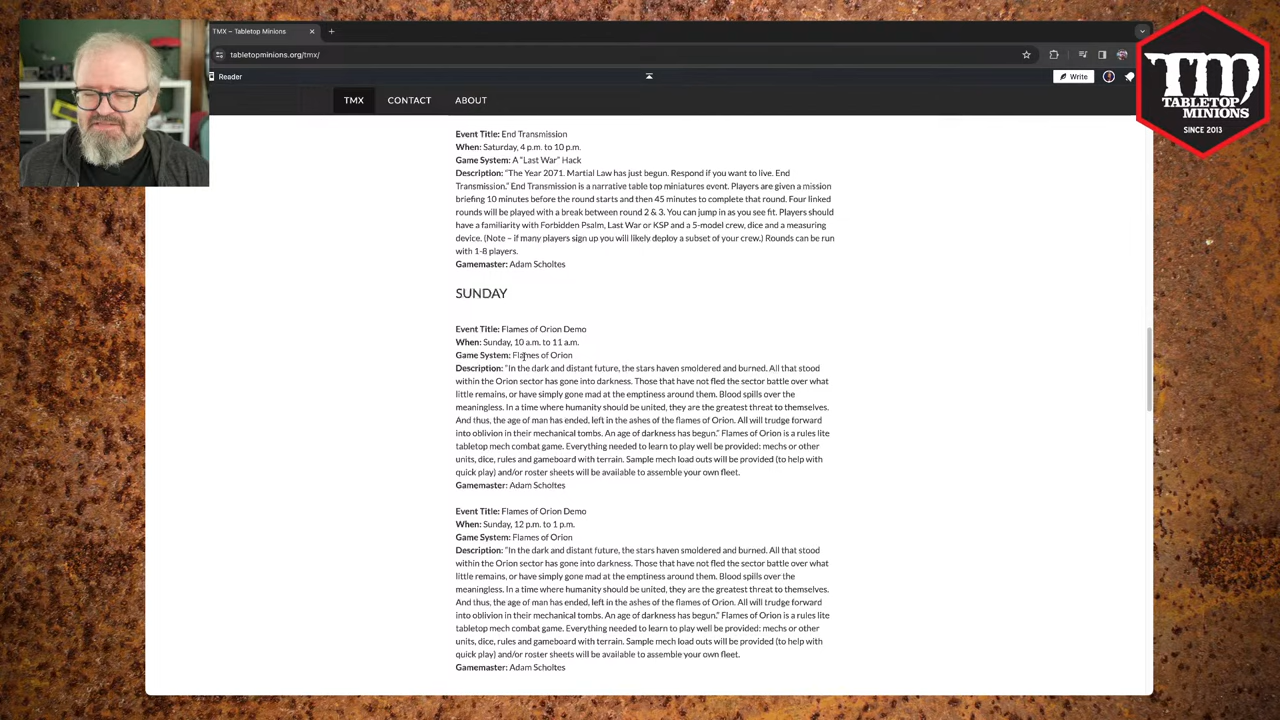 TMX – Tabletop Minions
tabletopminions.org/tmx/
Reader
Write
TMX CONTACT ABOUT
TM
TABLETOP
MINIONS
SINCE 2013
Event Title: End Transmission
When: Saturday, 4 p.m. to 10 p.m.
Game System: A "Last War" Hack
Description: "The Year 2071. Martial Law has just begun. Respond if you want to live. End
Transmission." End Transmission is a narrative table top miniatures event. Players are given a mission
briefing 10 minutes before the round starts and then 45 minutes to complete that round. Four linked
rounds will be played with a break between round 2 & 3. You can jump in as you see fit. Players should
have a familiarity with Forbidden Psalm, Last War or KSP and a 5-model crew, dice and a measuring
device. (Note – if many players sign up you will likely deploy a subset of your crew.) Rounds can be run
with 1-8 players.
Gamemaster: Adam Scholtes
SUNDAY
Event Title: Flames of Orion Demo
When: Sunday, 10 a.m. to 11 a.m.
Game System: Flames of Orion
Description: "In the dark and distant future, the stars haven smoldered and burned. All that stood
within the Orion sector has gone into darkness. Those that have not fled the sector battle over what
little remains, or have simply gone mad at the emptiness around them. Blood spills over the
meaningless. In a time where humanity should be united, they are the greatest threat to themselves.
And thus, the age of man has ended, left in the ashes of the flames of Orion. All will trudge forward
into oblivion in their mechanical tombs. An age of darkness has begun." Flames of Orion is a rules lite
tabletop mech combat game. Everything needed to learn to play well be provided: mechs or other
units, dice, rules and gameboard with terrain. Sample mech load outs will be provided (to help with
quick play) and/or roster sheets will be available to assemble your own fleet.
Gamemaster: Adam Scholtes
Event Title: Flames of Orion Demo
When: Sunday, 12 p.m. to 1 p.m.
Game System: Flames of Orion
Description: "In the dark and distant future, the stars haven smoldered and burned. All that stood
within the Orion sector has gone into darkness. Those that have not fled the sector battle over what
little remains, or have simply gone mad at the emptiness around them. Blood spills over the
meaningless. In a time where humanity should be united, they are the greatest threat to themselves.
And thus, the age of man has ended, left in the ashes of the flames of Orion. All will trudge forward
into oblivion in their mechanical tombs. An age of darkness has begun." Flames of Orion is a rules lite
tabletop mech combat game. Everything needed to learn to play well be provided: mechs or other
units, dice, rules and gameboard with terrain. Sample mech load outs will be provided (to help with
quick play) and/or roster sheets will be available to assemble your own fleet.
Gamemaster: Adam Scholtes